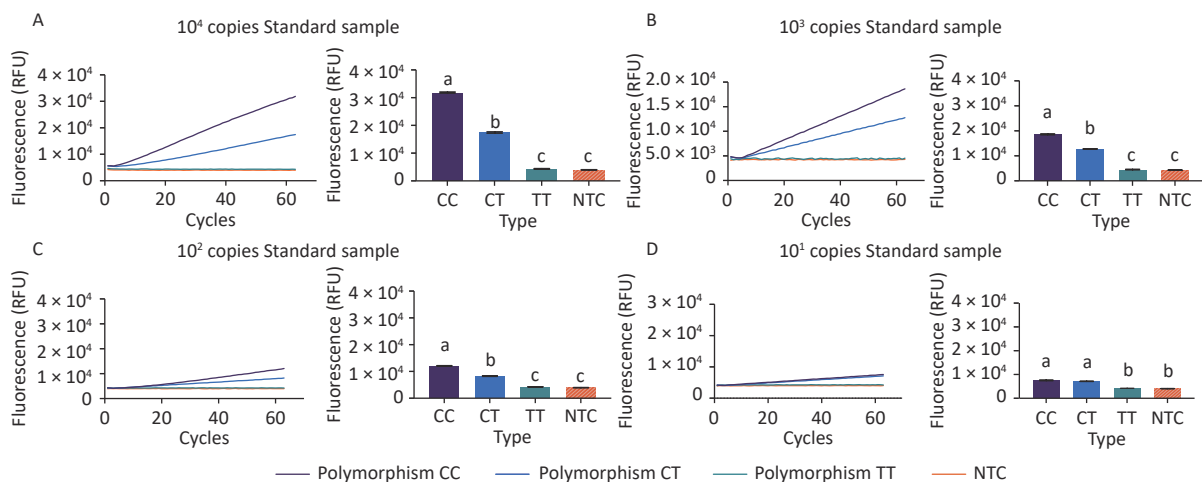 A
10⁴ copies Standard sample
Fluorescence (RFU)
4 × 10⁴
3 × 10⁴
2 × 10⁴
1 × 10⁴
0
0 20 40 60
Cycles
Fluorescence (RFU)
4 × 10⁴
3 × 10⁴
2 × 10⁴
1 × 10⁴
0
a
b
c
c
CC CT TT NTC
Type
B
10³ copies Standard sample
Fluorescence (RFU)
2.0 × 10⁴
1.5 × 10⁴
1.0 × 10⁴
5.0 × 10³
0
0 20 40 60
Cycles
Fluorescence (RFU)
4 × 10⁴
3 × 10⁴
2 × 10⁴
1 × 10⁴
0
a
b
c
c
CC CT TT NTC
Type
C
10² copies Standard sample
Fluorescence (RFU)
4 × 10⁴
3 × 10⁴
2 × 10⁴
1 × 10⁴
0
0 20 40 60
Cycles
Fluorescence (RFU)
4 × 10⁴
3 × 10⁴
2 × 10⁴
1 × 10⁴
0
a
b
c
c
CC CT TT NTC
Type
D
10¹ copies Standard sample
Fluorescence (RFU)
3 × 10⁴
2 × 10⁴
1 × 10⁴
0
0 20 40 60
Cycles
Fluorescence (RFU)
4 × 10⁴
3 × 10⁴
2 × 10⁴
1 × 10⁴
0
a
a
b
b
CC CT TT NTC
Type
Polymorphism CC Polymorphism CT Polymorphism TT NTC